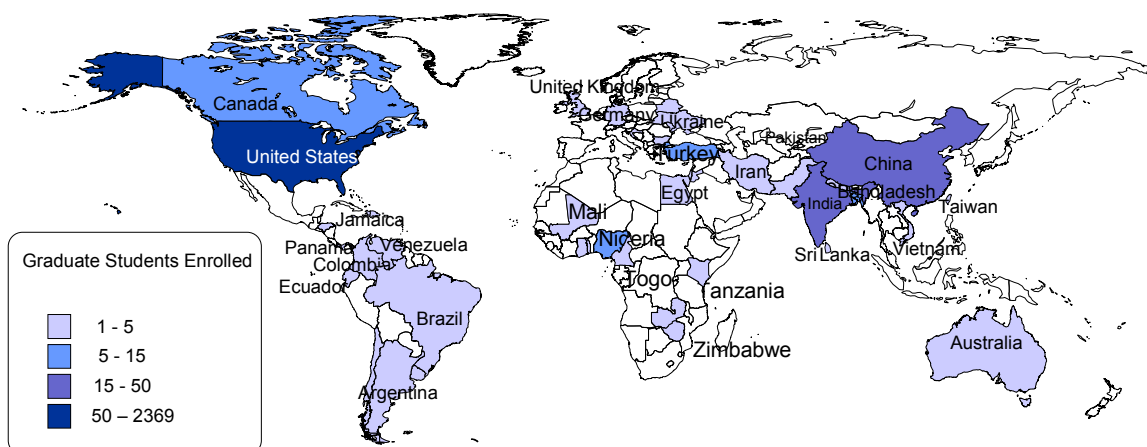 United Kingdom
Germany
Ukraine
Canada
Turkey
Pakistan
United States
Iran
China
Egypt
India
Bangladesh
Mali
Taiwan
Jamaica
Nigeria
Panama
Venezuela
Sri Lanka
Vietnam
Colombia
Ecuador
Togo
Tanzania
Brazil
Zimbabwe
Australia
Argentina
Graduate Students Enrolled
1 - 5
5 - 15
15 - 50
50 – 2369